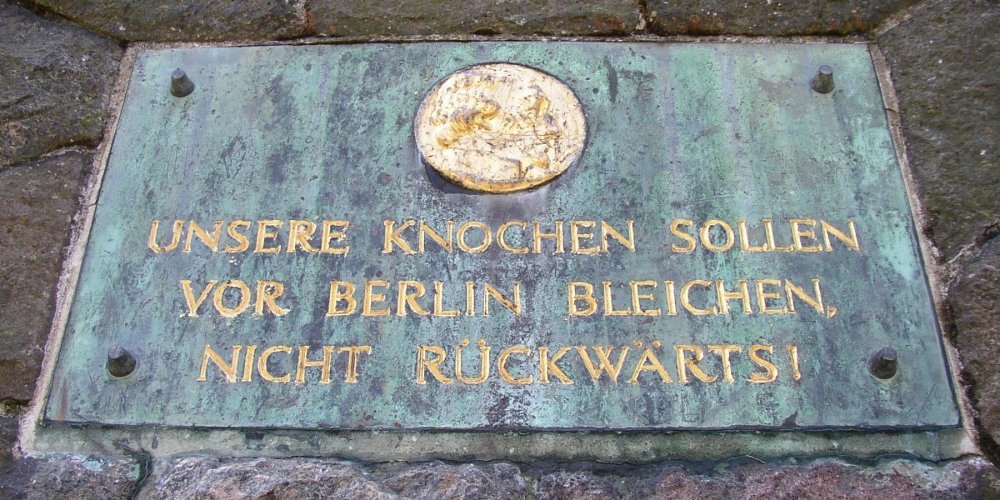 UNSERE KNOCHEN SOLLEN
VOR BERLIN BLEICHEN,
NICHT RÜCKWÄRTS!